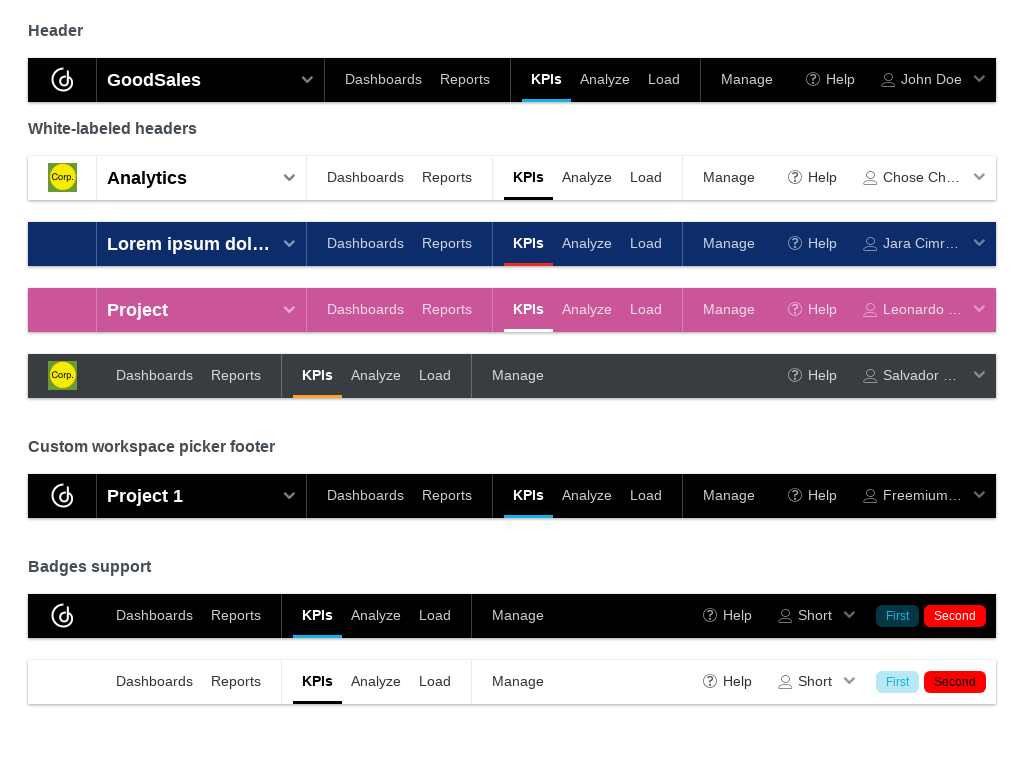 Header
GoodSales Dashboards Reports KPIs Analyze Load Manage Help John Doe
White-labeled headers
Corp. Analytics Dashboards Reports KPIs Analyze Load Manage Help Chose Ch…
Lorem ipsum dol… Dashboards Reports KPIs Analyze Load Manage Help Jara Cimr…
Project Dashboards Reports KPIs Analyze Load Manage Help Leonardo …
Corp. Dashboards Reports KPIs Analyze Load Manage Help Salvador …
Custom workspace picker footer
Project 1 Dashboards Reports KPIs Analyze Load Manage Help Freemium…
Badges support
Dashboards Reports KPIs Analyze Load Manage Help Short First Second
Dashboards Reports KPIs Analyze Load Manage Help Short First Second